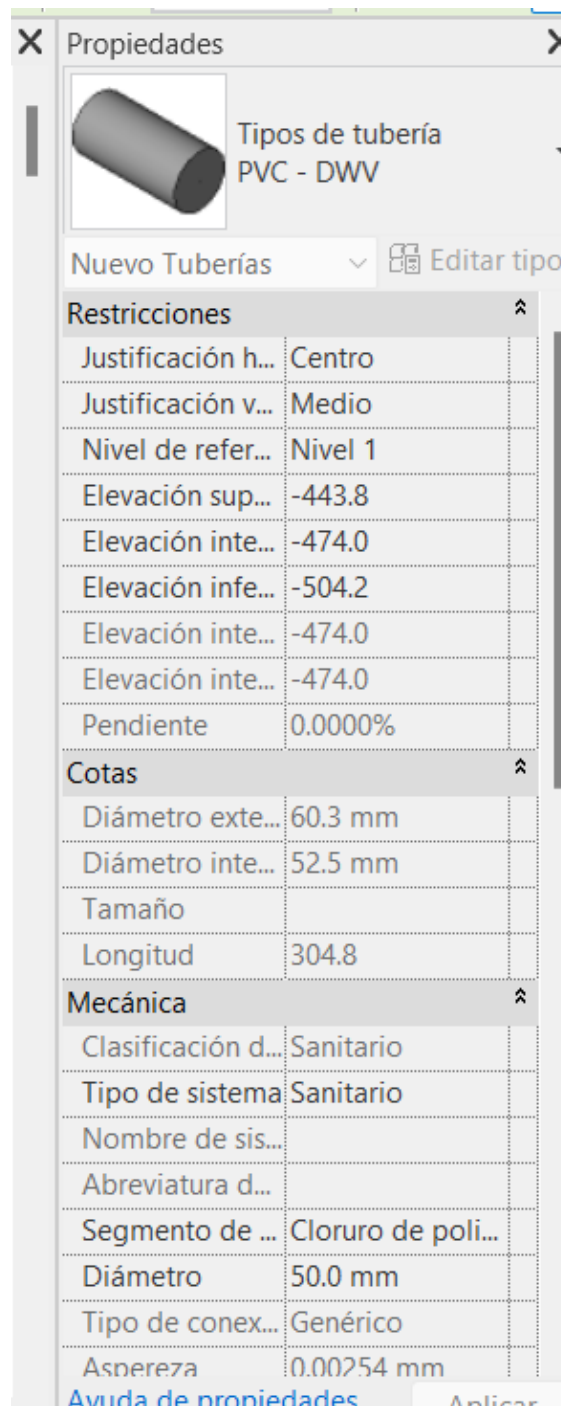 Propiedades
Tipos de tubería
PVC - DWV
Nuevo Tuberías Editar tipo
Restricciones
Justificación h... Centro
Justificación v... Medio
Nivel de refer... Nivel 1
Elevación sup... -443.8
Elevación inte... -474.0
Elevación infe... -504.2
Elevación inte... -474.0
Elevación inte... -474.0
Pendiente 0.0000%
Cotas
Diámetro exte... 60.3 mm
Diámetro inte... 52.5 mm
Tamaño
Longitud 304.8
Mecánica
Clasificación d... Sanitario
Tipo de sistema Sanitario
Nombre de sis...
Abreviatura d...
Segmento de ... Cloruro de poli...
Diámetro 50.0 mm
Tipo de conex... Genérico
Aspereza 0.00254 mm
Ayuda de propiedades Aplicar